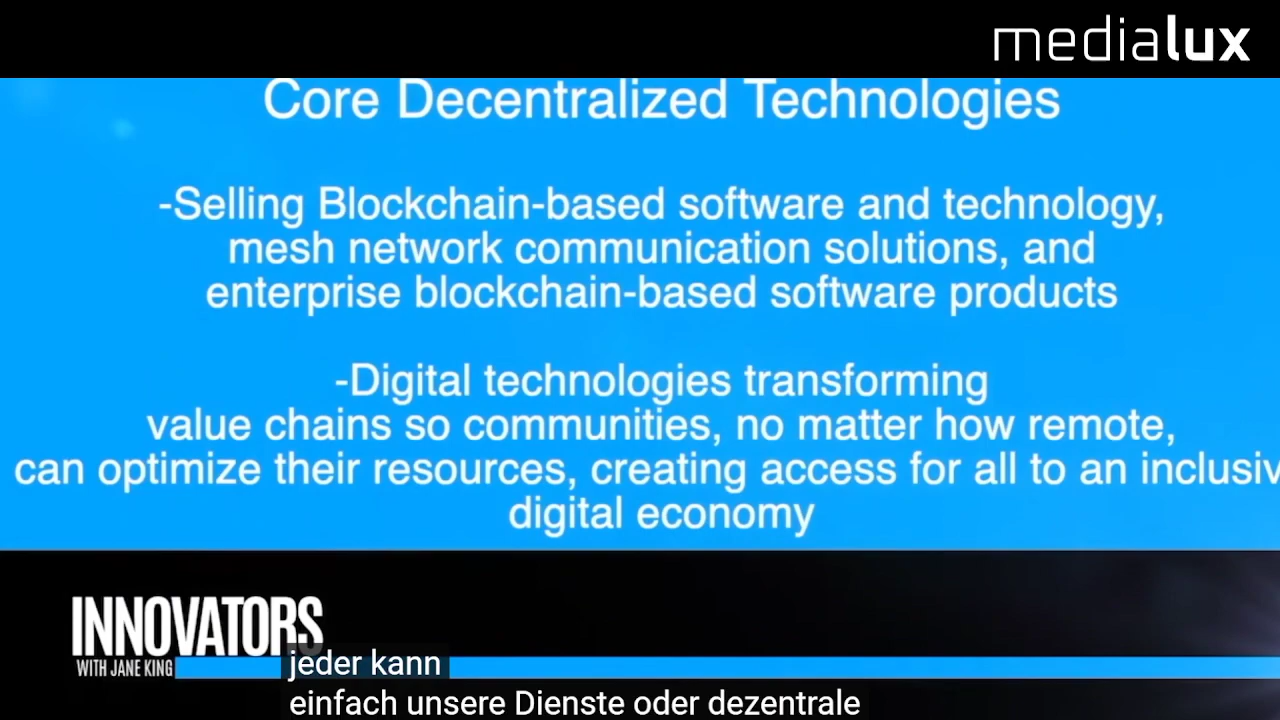 medialux
Core Decentralized Technologies
-Selling Blockchain-based software and technology,
mesh network communication solutions, and
enterprise blockchain-based software products
-Digital technologies transforming
value chains so communities, no matter how remote,
can optimize their resources, creating access for all to an inclusiv
digital economy
INNOVATORS
WITH JANE KING
jeder kann
einfach unsere Dienste oder dezentrale